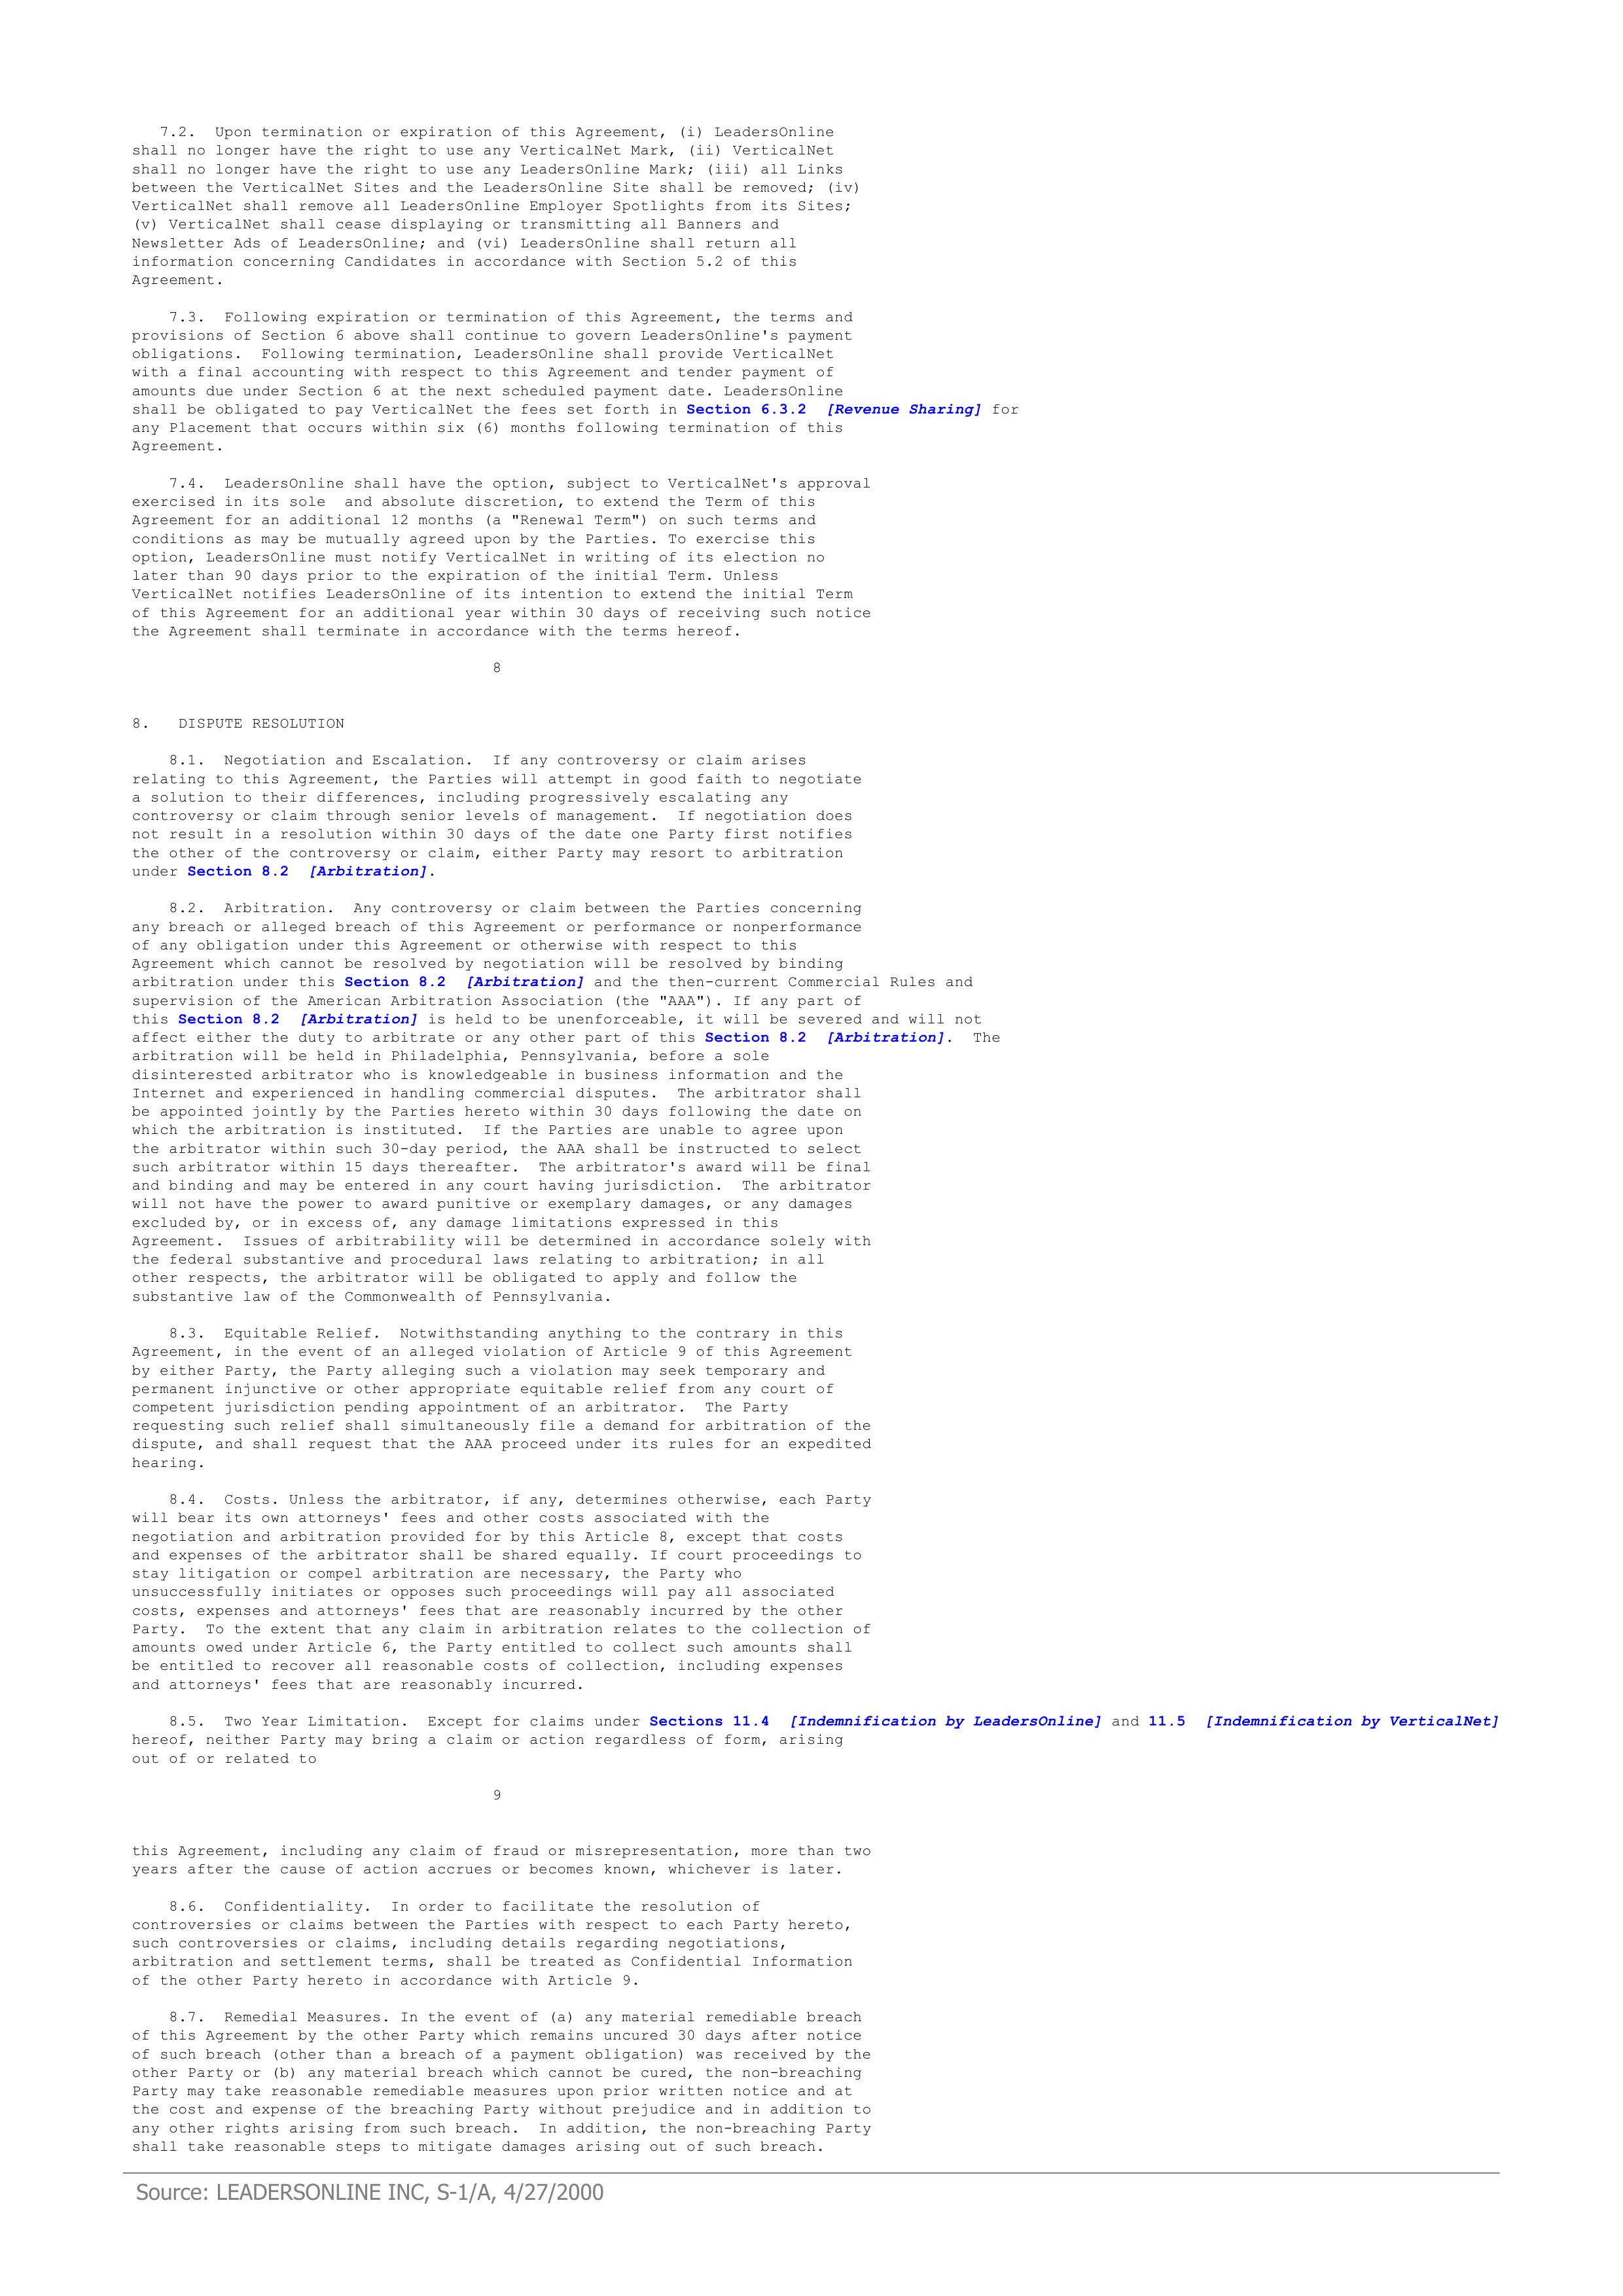 7.2.  Upon termination or expiration of this Agreement, (i) LeadersOnline
shall no longer have the right to use any VerticalNet Mark, (ii) VerticalNet
shall no longer have the right to use any LeadersOnline Mark; (iii) all Links
between the VerticalNet Sites and the LeadersOnline Site shall be removed; (iv)
VerticalNet shall remove all LeadersOnline Employer Spotlights from its Sites;
(v) VerticalNet shall cease displaying or transmitting all Banners and
Newsletter Ads of LeadersOnline; and (vi) LeadersOnline shall return all
information concerning Candidates in accordance with Section 5.2 of this
Agreement.
7.3.  Following expiration or termination of this Agreement, the terms and
provisions of Section 6 above shall continue to govern LeadersOnline's payment
obligations.  Following termination, LeadersOnline shall provide VerticalNet
with a final accounting with respect to this Agreement and tender payment of
amounts due under Section 6 at the next scheduled payment date. LeadersOnline
shall be obligated to pay VerticalNet the fees set forth in Section 6.3.2  [Revenue Sharing] for
any Placement that occurs within six (6) months following termination of this
Agreement.
7.4.  LeadersOnline shall have the option, subject to VerticalNet's approval
exercised in its sole  and absolute discretion, to extend the Term of this
Agreement for an additional 12 months (a "Renewal Term") on such terms and
conditions as may be mutually agreed upon by the Parties. To exercise this
option, LeadersOnline must notify VerticalNet in writing of its election no
later than 90 days prior to the expiration of the initial Term. Unless
VerticalNet notifies LeadersOnline of its intention to extend the initial Term
of this Agreement for an additional year within 30 days of receiving such notice
the Agreement shall terminate in accordance with the terms hereof.
8
8.   DISPUTE RESOLUTION
8.1.  Negotiation and Escalation.  If any controversy or claim arises
relating to this Agreement, the Parties will attempt in good faith to negotiate
a solution to their differences, including progressively escalating any
controversy or claim through senior levels of management.  If negotiation does
not result in a resolution within 30 days of the date one Party first notifies
the other of the controversy or claim, either Party may resort to arbitration
under Section 8.2  [Arbitration].
8.2.  Arbitration.  Any controversy or claim between the Parties concerning
any breach or alleged breach of this Agreement or performance or nonperformance
of any obligation under this Agreement or otherwise with respect to this
Agreement which cannot be resolved by negotiation will be resolved by binding
arbitration under this Section 8.2  [Arbitration] and the then-current Commercial Rules and
supervision of the American Arbitration Association (the "AAA"). If any part of
this Section 8.2  [Arbitration] is held to be unenforceable, it will be severed and will not
affect either the duty to arbitrate or any other part of this Section 8.2  [Arbitration].  The
arbitration will be held in Philadelphia, Pennsylvania, before a sole
disinterested arbitrator who is knowledgeable in business information and the
Internet and experienced in handling commercial disputes.  The arbitrator shall
be appointed jointly by the Parties hereto within 30 days following the date on
which the arbitration is instituted.  If the Parties are unable to agree upon
the arbitrator within such 30-day period, the AAA shall be instructed to select
such arbitrator within 15 days thereafter.  The arbitrator's award will be final
and binding and may be entered in any court having jurisdiction.  The arbitrator
will not have the power to award punitive or exemplary damages, or any damages
excluded by, or in excess of, any damage limitations expressed in this
Agreement.  Issues of arbitrability will be determined in accordance solely with
the federal substantive and procedural laws relating to arbitration; in all
other respects, the arbitrator will be obligated to apply and follow the
substantive law of the Commonwealth of Pennsylvania.
8.3.  Equitable Relief.  Notwithstanding anything to the contrary in this
Agreement, in the event of an alleged violation of Article 9 of this Agreement
by either Party, the Party alleging such a violation may seek temporary and
permanent injunctive or other appropriate equitable relief from any court of
competent jurisdiction pending appointment of an arbitrator.  The Party
requesting such relief shall simultaneously file a demand for arbitration of the
dispute, and shall request that the AAA proceed under its rules for an expedited
hearing.
8.4.  Costs. Unless the arbitrator, if any, determines otherwise, each Party
will bear its own attorneys' fees and other costs associated with the
negotiation and arbitration provided for by this Article 8, except that costs
and expenses of the arbitrator shall be shared equally. If court proceedings to
stay litigation or compel arbitration are necessary, the Party who
unsuccessfully initiates or opposes such proceedings will pay all associated
costs, expenses and attorneys' fees that are reasonably incurred by the other
Party.  To the extent that any claim in arbitration relates to the collection of
amounts owed under Article 6, the Party entitled to collect such amounts shall
be entitled to recover all reasonable costs of collection, including expenses
and attorneys' fees that are reasonably incurred.
8.5.  Two Year Limitation.  Except for claims under Sections 11.4  [Indemnification by LeadersOnline] and 11.5  [Indemnification by VerticalNet]
hereof, neither Party may bring a claim or action regardless of form, arising
out of or related to
9
this Agreement, including any claim of fraud or misrepresentation, more than two
years after the cause of action accrues or becomes known, whichever is later.
8.6.  Confidentiality.  In order to facilitate the resolution of
controversies or claims between the Parties with respect to each Party hereto,
such controversies or claims, including details regarding negotiations,
arbitration and settlement terms, shall be treated as Confidential Information
of the other Party hereto in accordance with Article 9.
8.7.  Remedial Measures. In the event of (a) any material remediable breach
of this Agreement by the other Party which remains uncured 30 days after notice
of such breach (other than a breach of a payment obligation) was received by the
other Party or (b) any material breach which cannot be cured, the non-breaching
Party may take reasonable remediable measures upon prior written notice and at
the cost and expense of the breaching Party without prejudice and in addition to
any other rights arising from such breach.  In addition, the non-breaching Party
shall take reasonable steps to mitigate damages arising out of such breach.
Source: LEADERSONLINE INC, S-1/A, 4/27/2000